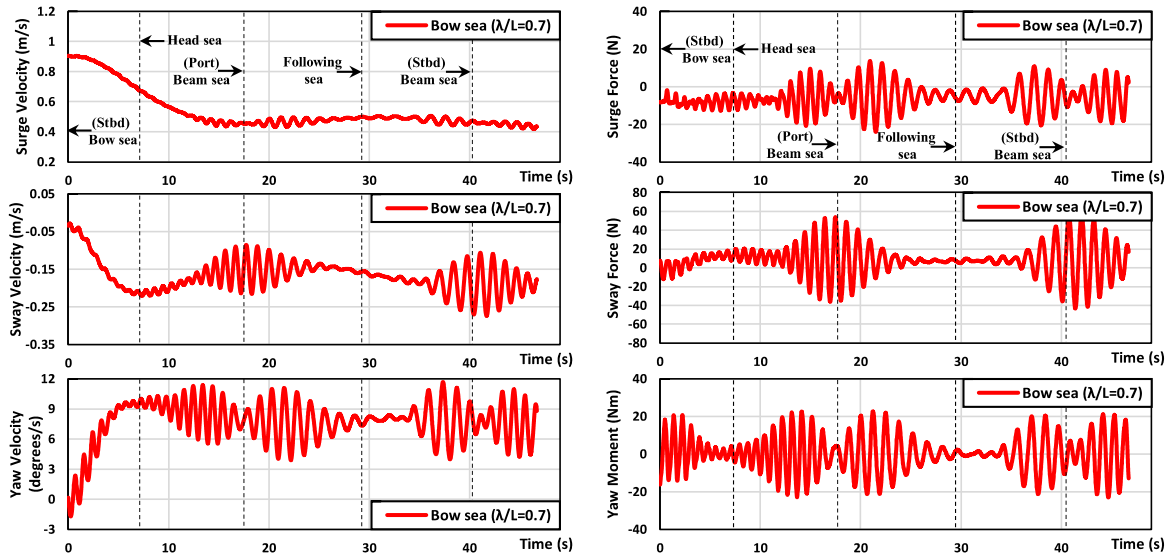 Surge Velocity (m/s)
1.2
1
0.8
0.6
0.4
0.2
Bow sea (λ/L=0.7)
Head sea
(Port)
Beam sea
Following
sea
(Stbd)
Beam sea
(Stbd)
Bow sea
0 10 20 30 40 Time (s)
Sway Velocity (m/s)
0.05
-0.05
-0.15
-0.25
-0.35
Bow sea (λ/L=0.7)
0 10 20 30 40 Time (s)
Yaw Velocity
(degrees/s)
12
9
6
3
0
-3
Bow sea (λ/L=0.7)
0 10 20 30 40 Time (s)
Surge Force (N)
40
20
0
-20
-40
Bow sea (λ/L=0.7)
(Stbd)
Bow sea
Head sea
(Port)
Beam sea
Following
sea
(Stbd)
Beam sea
0 10 20 30 40 Time (s)
Sway Force (N)
80
60
40
20
0
-20
-40
-60
-80
Bow sea (λ/L=0.7)
0 10 20 30 40 Time (s)
Yaw Moment (Nm)
40
20
0
-20
-40
Bow sea (λ/L=0.7)
0 10 20 30 40 Time (s)